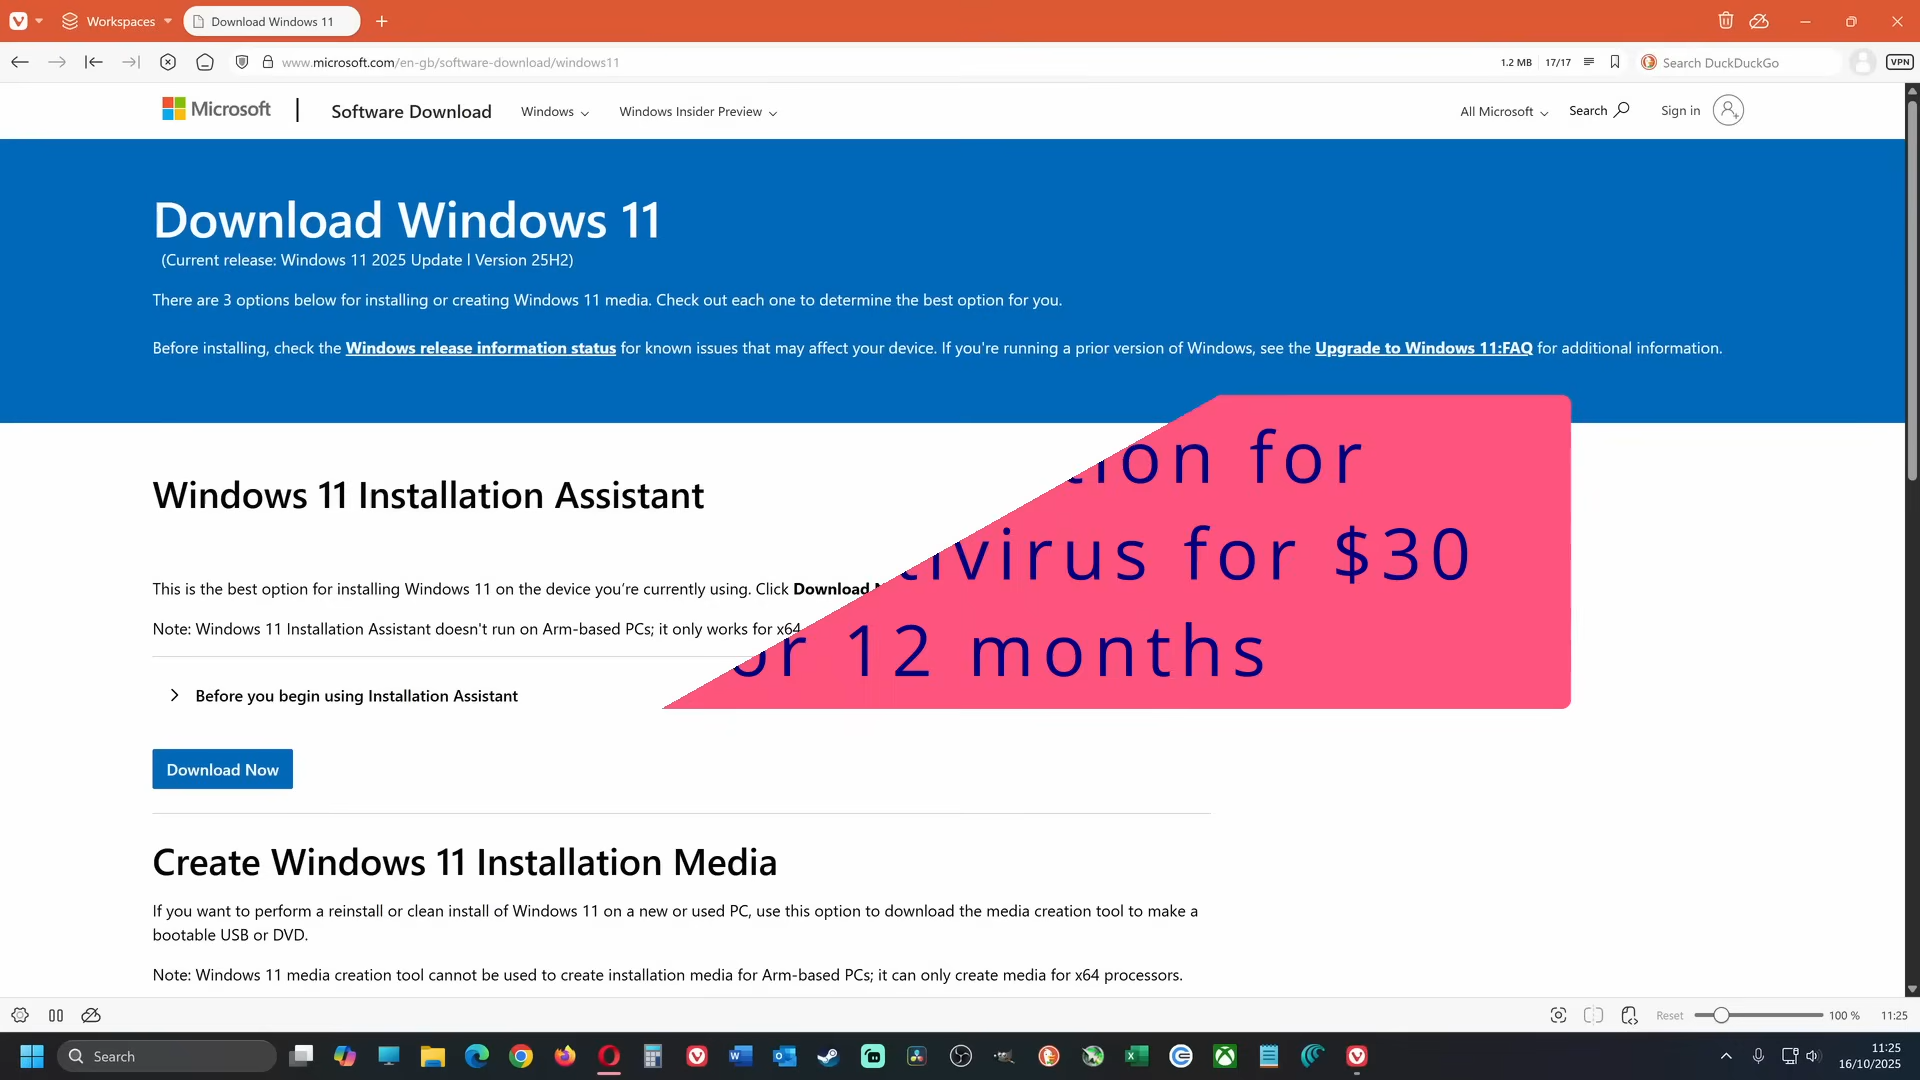 Workspaces
Download Windows 11
www.microsoft.com/en-gb/software-download/windows11
1.2 MB 17/17
Search DuckDuckGo
VPN
Microsoft
Software Download
Windows
Windows Insider Preview
All Microsoft
Search
Sign in
Download Windows 11
(Current release: Windows 11 2025 Update l Version 25H2)
There are 3 options below for installing or creating Windows 11 media. Check out each one to determine the best option for you.
Before installing, check the Windows release information status for known issues that may affect your device. If you're running a prior version of Windows, see the Upgrade to Windows 11:FAQ for additional information.
for
for $30
12 months
Windows 11 Installation Assistant
This is the best option for installing Windows 11 on the device you’re currently using. Click Download
Note: Windows 11 Installation Assistant doesn't run on Arm-based PCs; it only works for x64
Before you begin using Installation Assistant
Download Now
Create Windows 11 Installation Media
If you want to perform a reinstall or clean install of Windows 11 on a new or used PC, use this option to download the media creation tool to make a
bootable USB or DVD.
Note: Windows 11 media creation tool cannot be used to create installation media for Arm-based PCs; it can only create media for x64 processors.
Reset
100 %
11:25
Search
11:25
16/10/2025